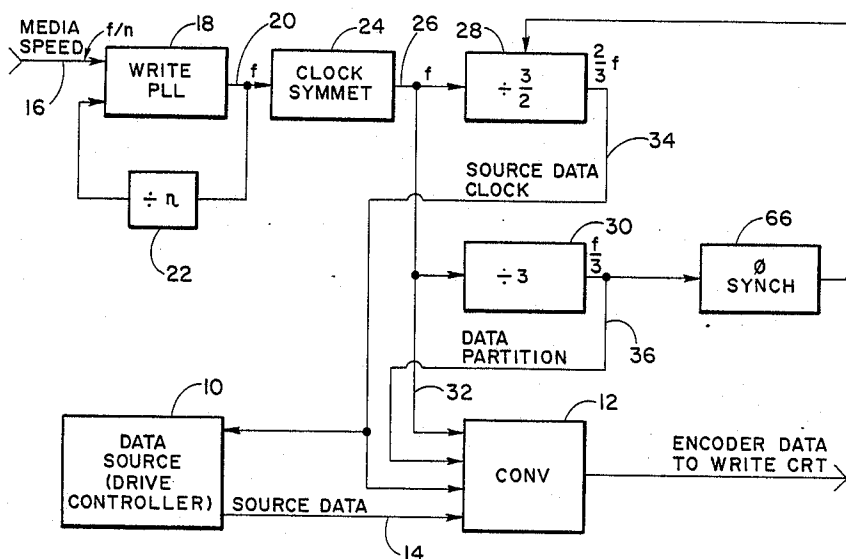 MEDIA
SPEED
f/n
16
18
WRITE
PLL
20
f
÷ n
22
24
CLOCK
SYMMET
26
f
28
÷ 3/2
2/3 f
34
SOURCE DATA
CLOCK
30
÷3
f/3
66
Ø
SYNCH
DATA
PARTITION
36
32
10
DATA
SOURCE
(DRIVE
CONTROLLER)
SOURCE DATA
14
12
CONV
ENCODER DATA
TO WRITE CRT